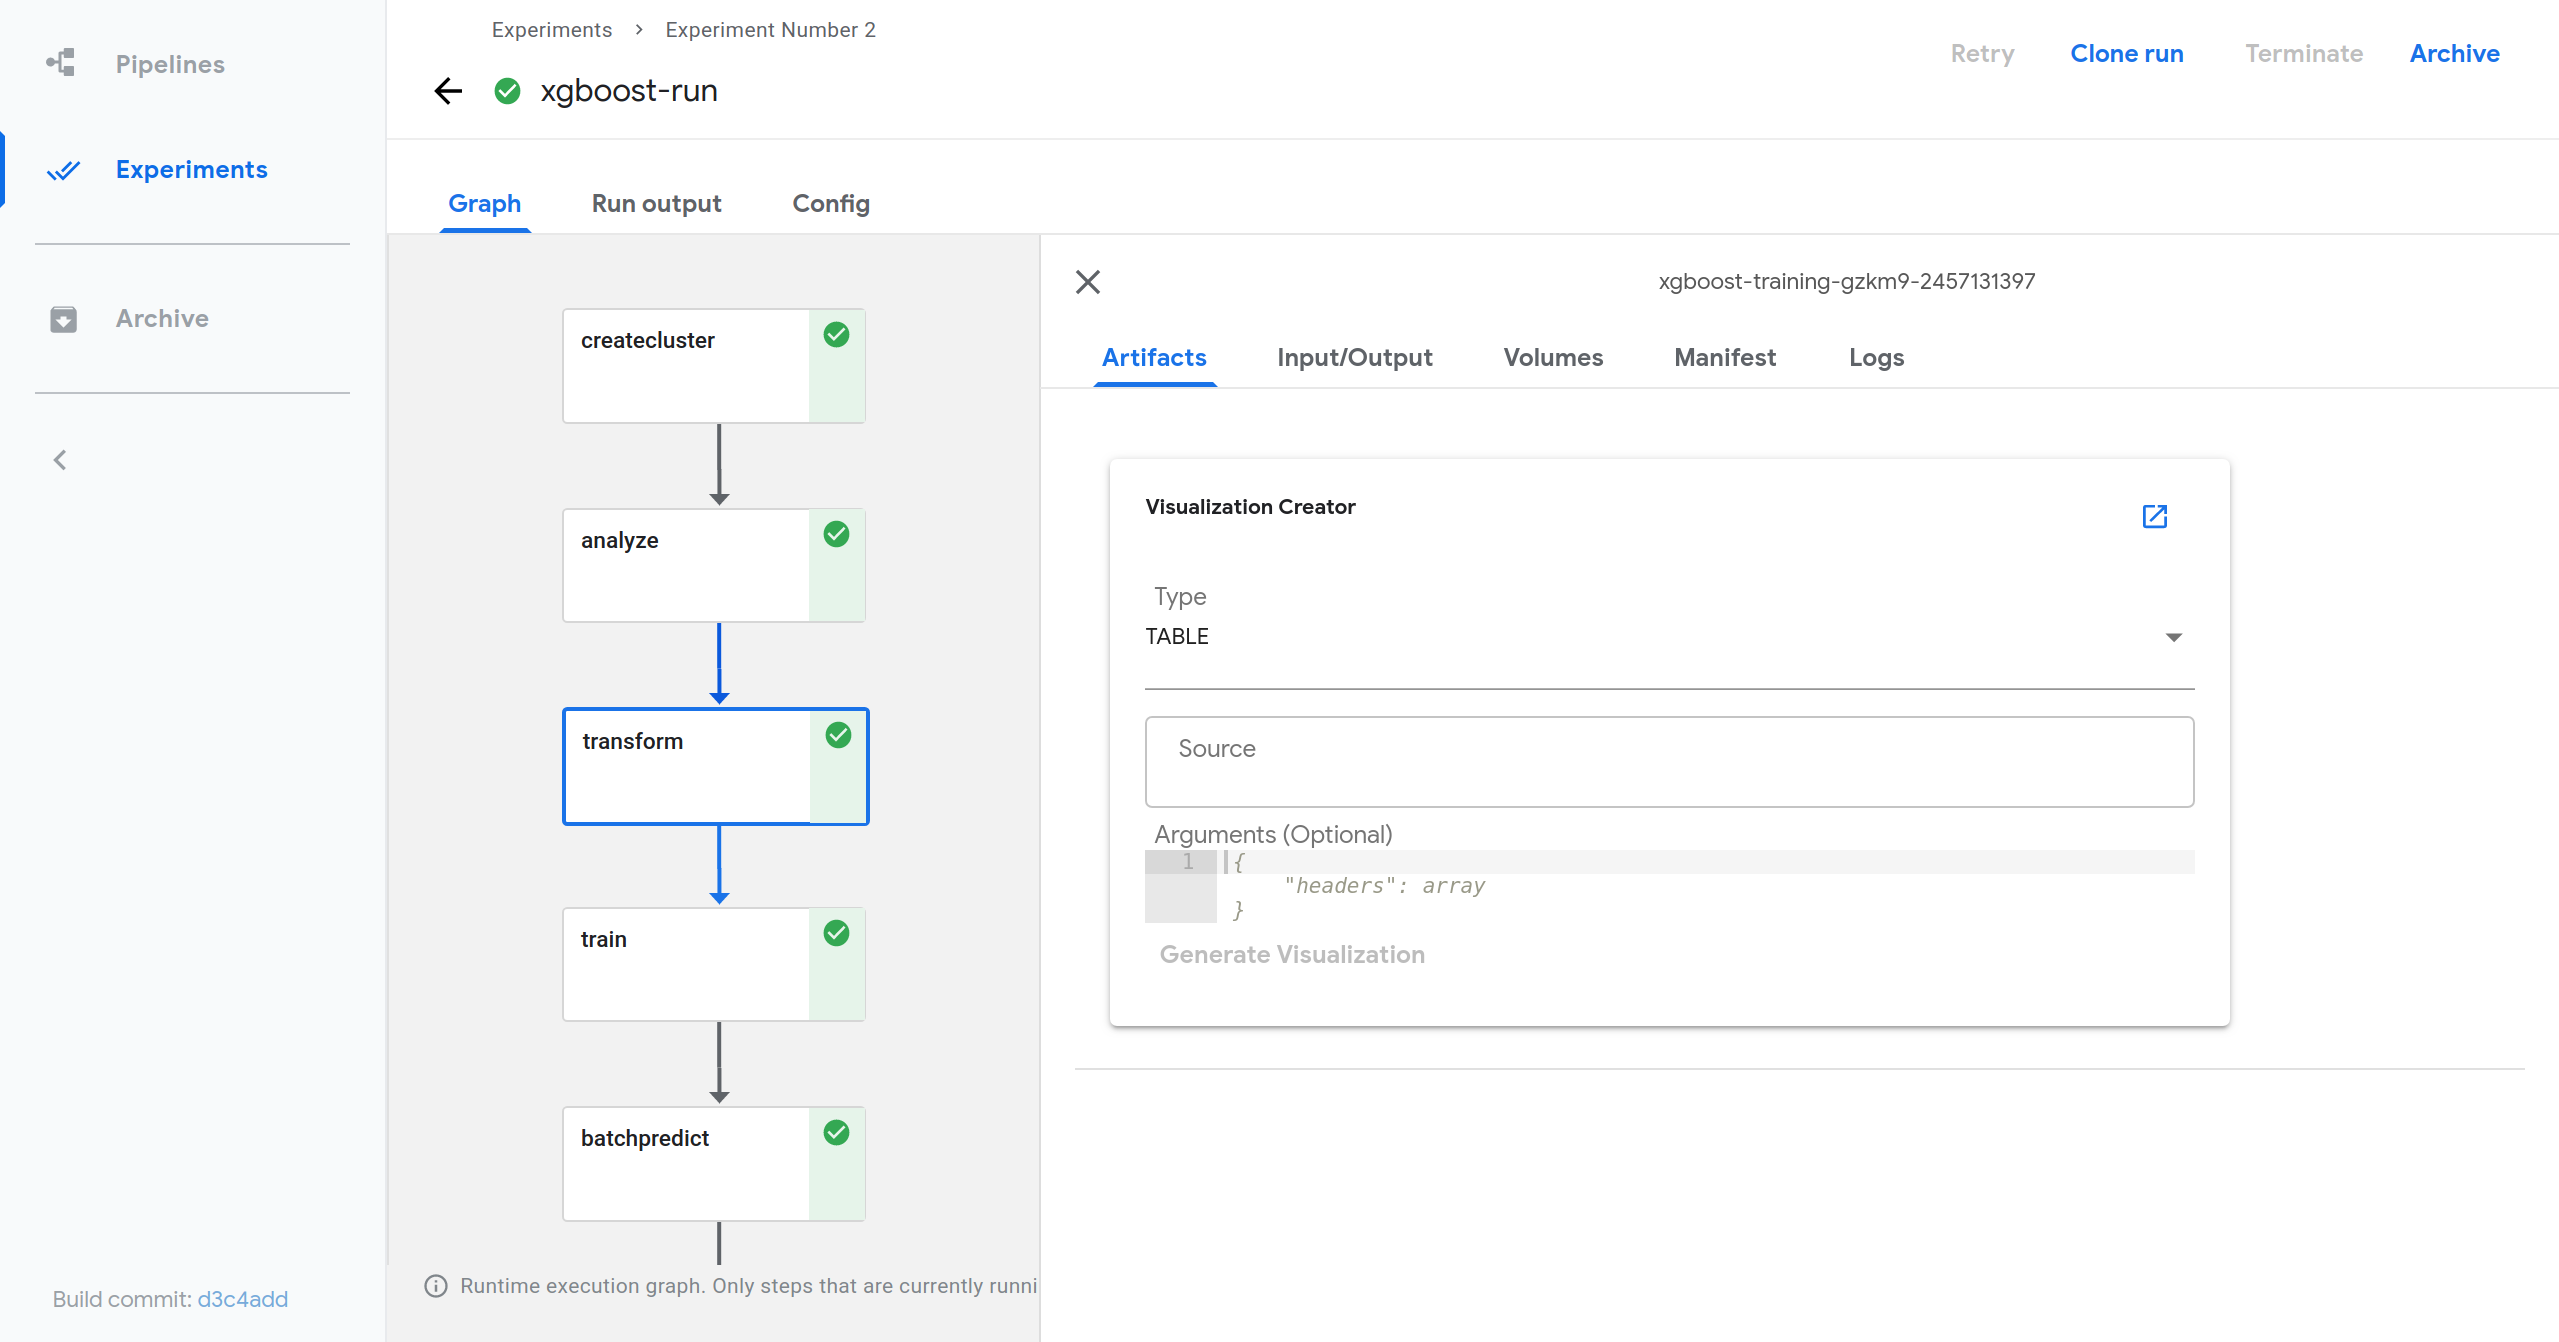 Pipelines
Experiments
Archive
Build commit: d3c4add
Experiments > Experiment Number 2
xgboost-run
Retry
Clone run
Terminate
Archive
Graph
Run output
Config
createcluster
analyze
transform
train
batchpredict
Runtime execution graph. Only steps that are currently runni
xgboost-training-gzkm9-2457131397
Artifacts
Input/Output
Volumes
Manifest
Logs
Visualization Creator
Type
TABLE
Source
Arguments (Optional)
1 {
"headers": array
}
Generate Visualization